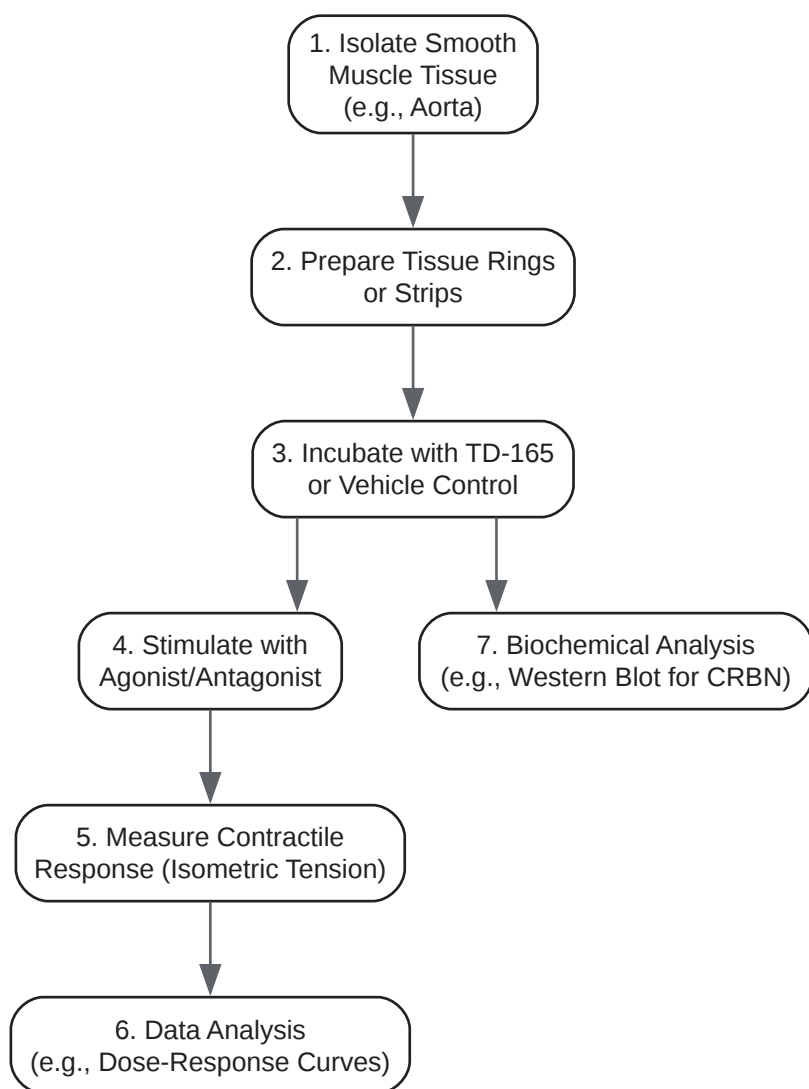 1. Isolate Smooth
Muscle Tissue
(e.g., Aorta)
2. Prepare Tissue Rings
or Strips
3. Incubate with TD-165
or Vehicle Control
4. Stimulate with
Agonist/Antagonist
7. Biochemical Analysis
(e.g., Western Blot for CRBN)
5. Measure Contractile
Response (Isometric Tension)
6. Data Analysis
(e.g., Dose-Response Curves)